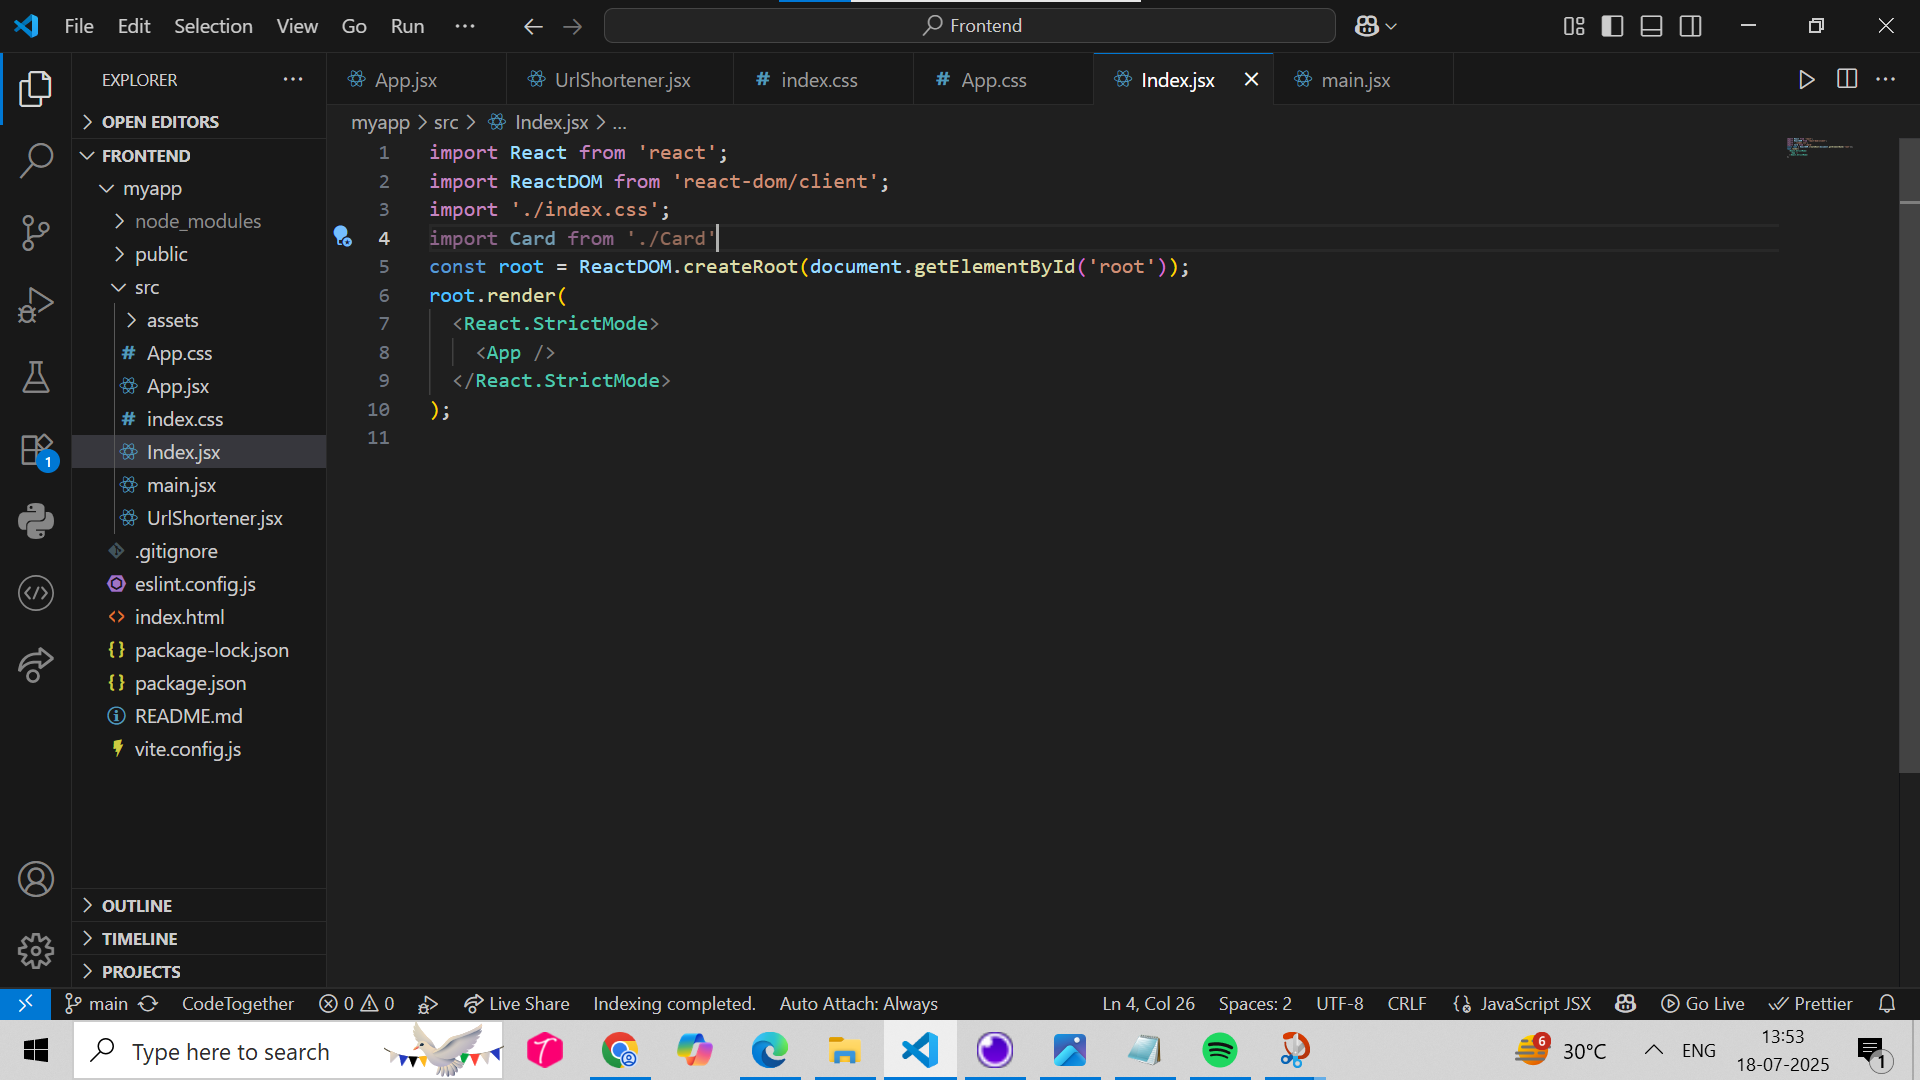 File Edit Selection View Go Run ··· Frontend
EXPLORER ···
OPEN EDITORS
FRONTEND
myapp
node_modules
public
src
assets
App.css
App.jsx
index.css
Index.jsx
main.jsx
UrlShortener.jsx
.gitignore
eslint.config.js
index.html
package-lock.json
package.json
README.md
vite.config.js
OUTLINE
TIMELINE
PROJECTS
1
App.jsx UrlShortener.jsx # index.css # App.css Index.jsx main.jsx
myapp > src > Index.jsx > ...
1 import React from 'react';
2 import ReactDOM from 'react-dom/client';
3 import './index.css';
4 import Card from './Card'
5 const root = ReactDOM.createRoot(document.getElementById('root'));
6 root.render(
7 <React.StrictMode>
8 <App />
9 </React.StrictMode>
10 );
11
main CodeTogether 0 0 Live Share Indexing completed. Auto Attach: Always Ln 4, Col 26 Spaces: 2 UTF-8 CRLF JavaScript JSX Go Live Prettier
Type here to search 6 30°C ENG 13:53
18-07-2025 1